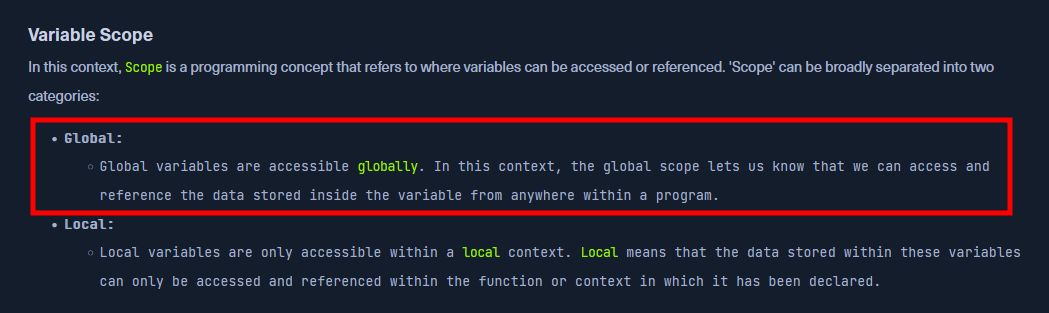 Variable Scope
In this context, Scope is a programming concept that refers to where variables can be accessed or referenced. 'Scope' can be broadly separated into two
categories:
• Global:
◦ Global variables are accessible globally. In this context, the global scope lets us know that we can access and
reference the data stored inside the variable from anywhere within a program.
• Local:
◦ Local variables are only accessible within a local context. Local means that the data stored within these variables
can only be accessed and referenced within the function or context in which it has been declared.